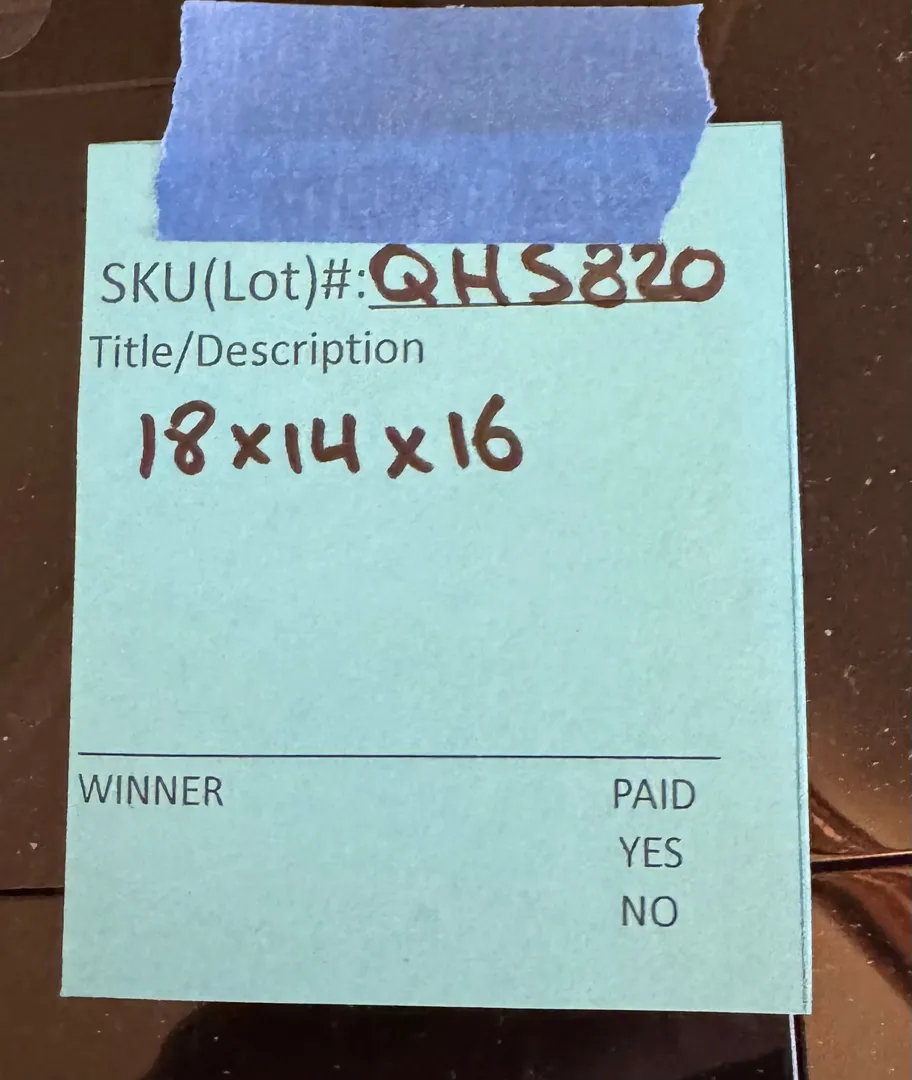 SKU(Lot)#: QHS820
Title/Description
18x14x16
WINNER PAID
YES
NO